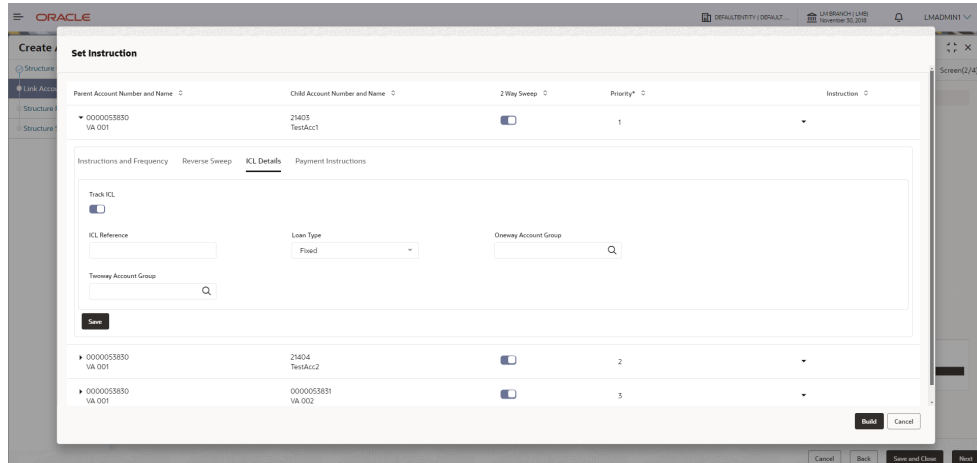 ORACLE
DEFAULTENTITY ( DEFAULT....
LM BRANCH ( LMB)
November 30, 2018
LMADMIN1
Create
Structure
Link Accou
Structure
Structure
Screen(2/4)
Set Instruction
Parent Account Number and Name
Child Account Number and Name
2 Way Sweep
Priority*
Instruction
0000053830
VA 001
21403
TestAcc1
1
Instructions and Frequency
Reverse Sweep
ICL Details
Payment Instructions
Track ICL
ICL Reference
Loan Type
Fixed
Oneway Account Group
Twoway Account Group
Save
0000053830
VA 001
21404
TestAcc2
2
0000053830
VA 001
0000053831
VA 002
3
Build
Cancel
Cancel
Back
Save and Close
Next